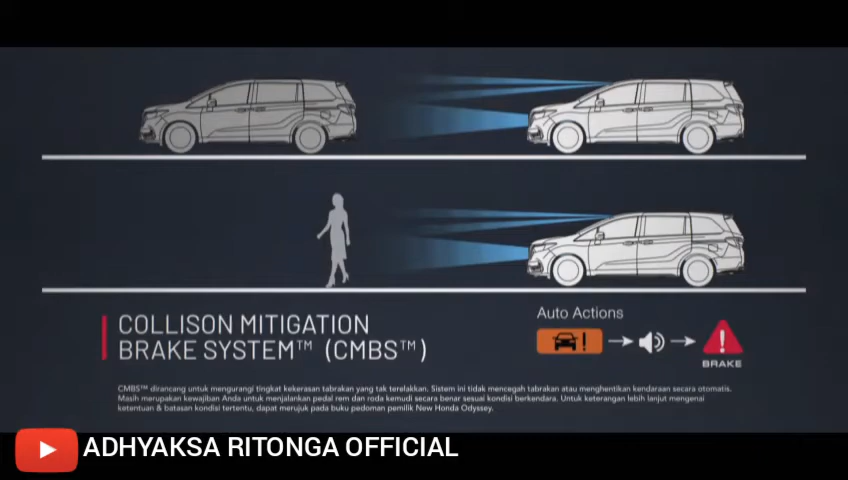 COLLISON MITIGATION
BRAKE SYSTEM™ (CMBS™)
Auto Actions
BRAKE
CMBS™ dirancang untuk mengurangi tingkat kekerasan tabrakan yang tak terelakkan. Sistem ini tidak mencegah tabrakan atau menghentikan kendaraan secara otomatis.
Masih merupakan kewajiban Anda untuk menjalankan pedal rem dan roda kemudi secara benar sesuai kondisi berkendara. Untuk keterangan lebih lanjut mengenai
ketentuan & batasan kondisi tertentu, dapat merujuk pada buku pedoman pemilik New Honda Odyssey.
ADHYAKSA RITONGA OFFICIAL